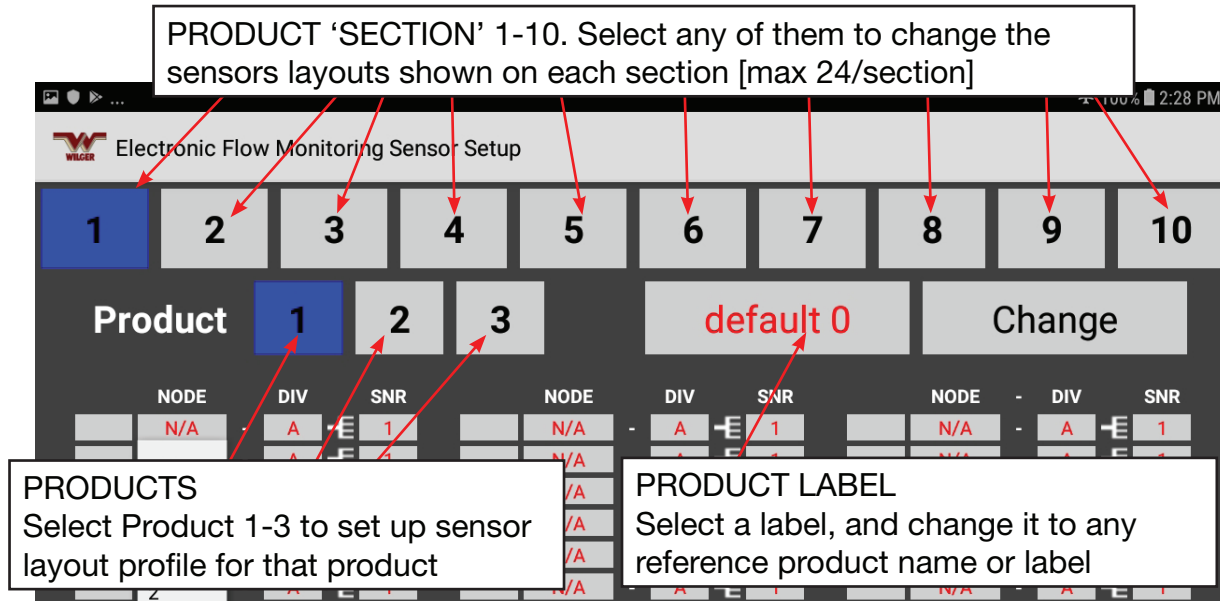 PRODUCT ‘SECTION’ 1-10. Select any of them to change the
sensors layouts shown on each section [max 24/section]
... 100% 2:28 PM
WILGER Electronic Flow Monitoring Sensor Setup
1 2 3 4 5 6 7 8 9 10
Product 1 2 3 default 0 Change
NODE DIV SNR NODE DIV SNR NODE - DIV SNR
N/A - A 1 N/A - A 1 N/A - A 1
PRODUCTS
Select Product 1-3 to set up sensor
layout profile for that product
N/A
/A
/A
/A
N/A
PRODUCT LABEL
Select a label, and change it to any
reference product name or label
2